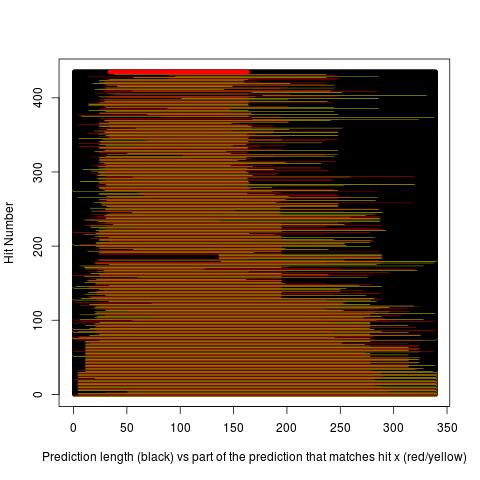 400
300
200
100
0
Hit Number
0 50 100 150 200 250 300 350
Prediction length (black) vs part of the prediction that matches hit x (red/yellow)